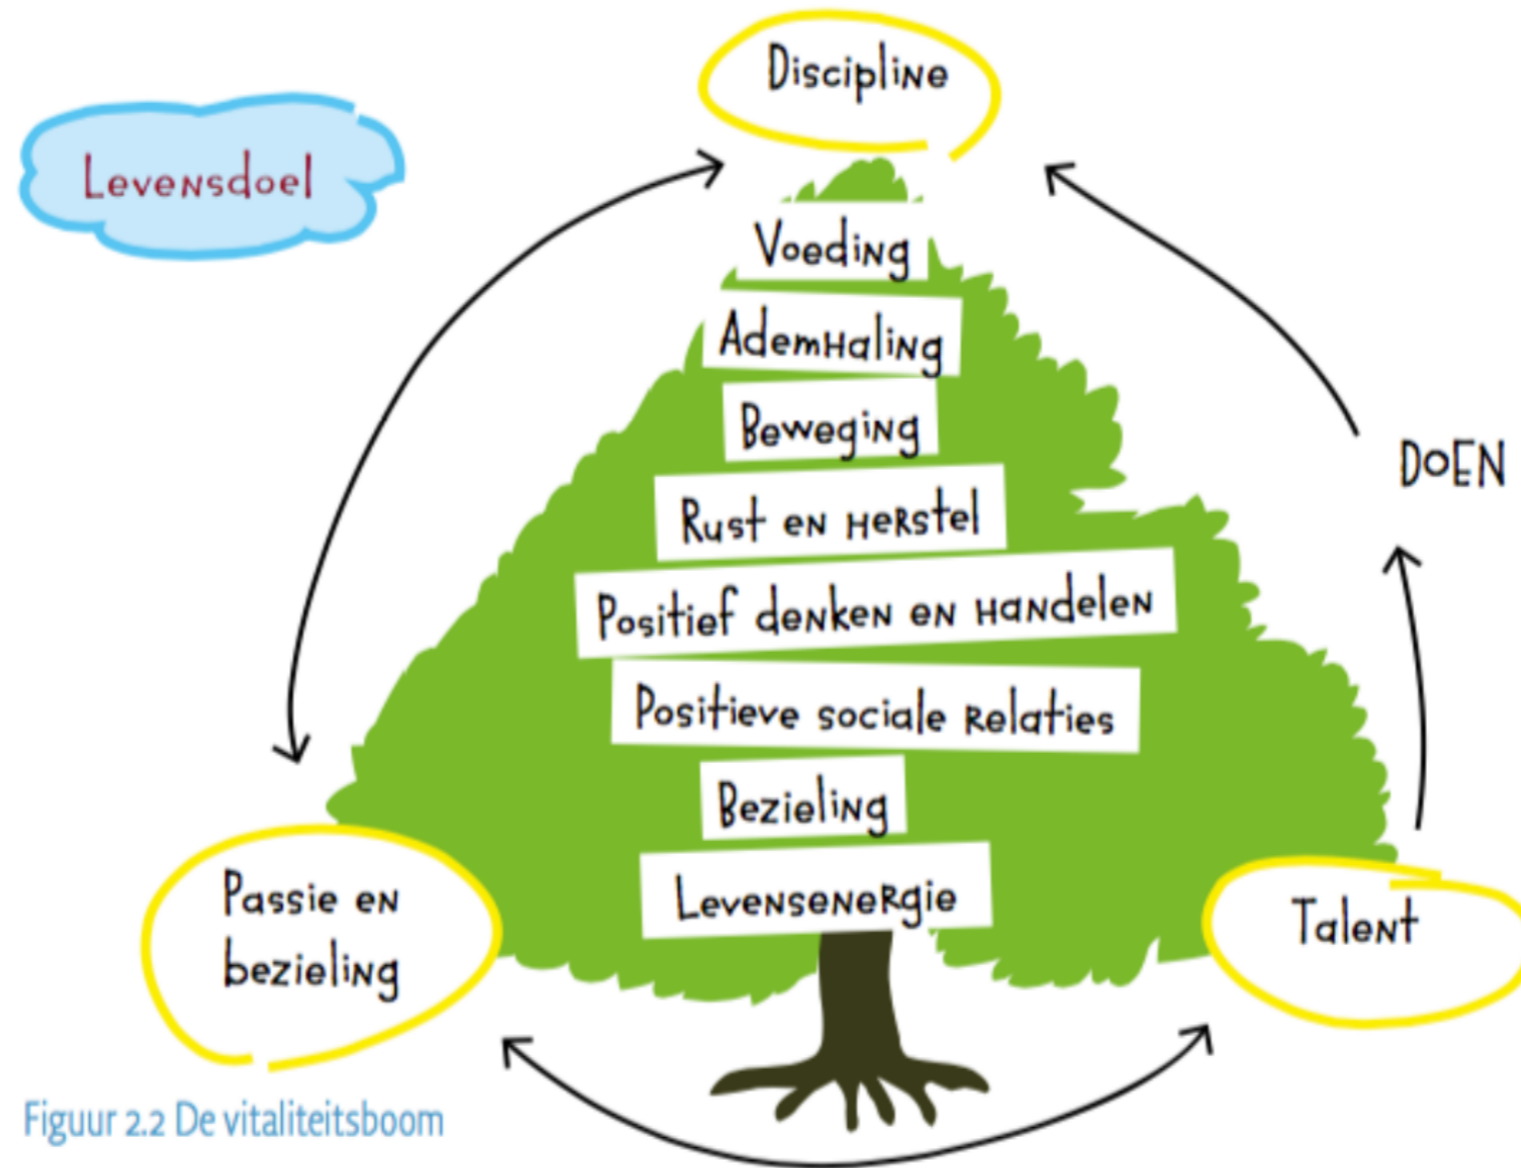 Discipline
Levensdoel
Voeding
Ademhaling
Beweging
Rust en herstel
DOEN
Positief denken en handelen
Positieve sociale relaties
Bezieling
Levensenergie
Passie en
bezieling
Talent
Figuur 2.2 De vitaliteitsboom